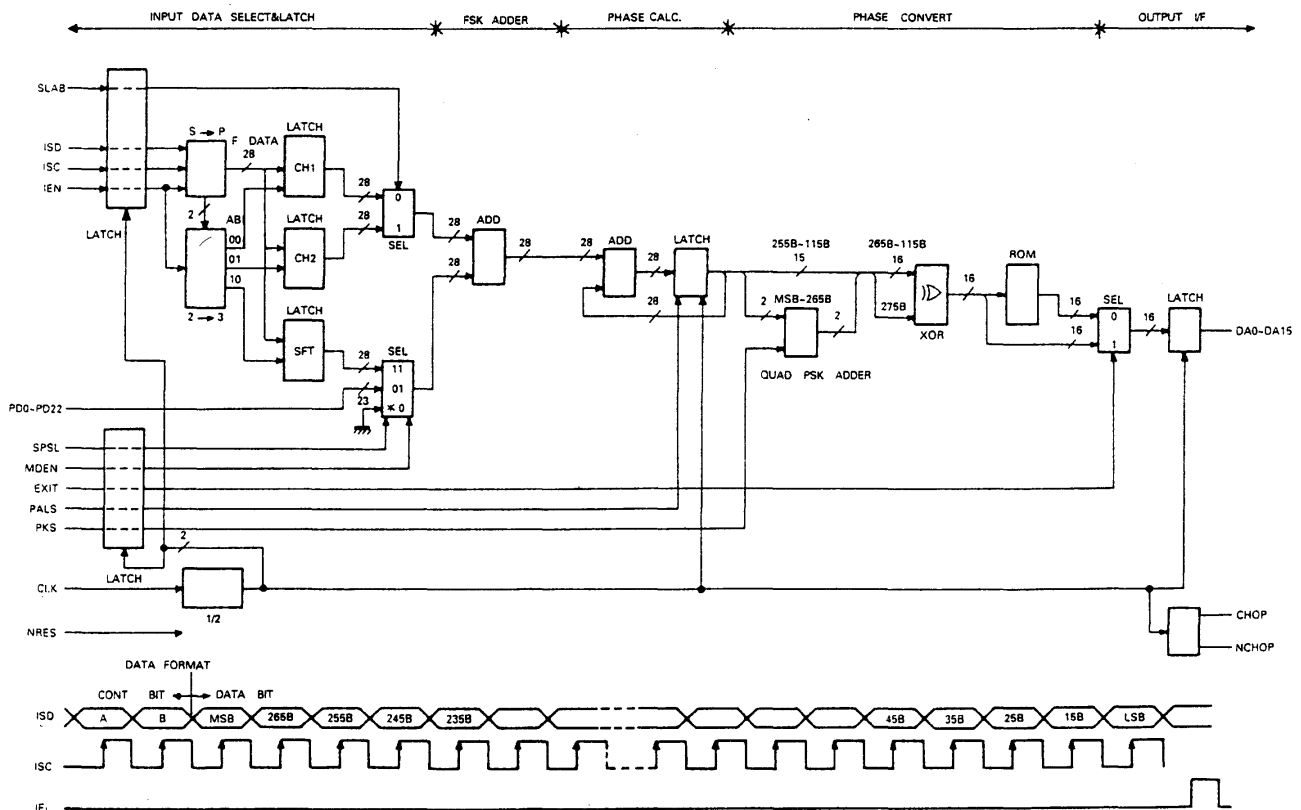 INPUT DATA SELECT&LATCH
FSK ADDER
PHASE CALC.
PHASE CONVERT
OUTPUT I/F
SLAB
ISD
ISC
IEN
LATCH
S → P
F DATA
28
2
ABI
00
01
10
2 → 3
LATCH
CH1
LATCH
CH2
LATCH
SFT
28
28
0
1
SEL
28
SEL
11
01
* 0
23
28
28
ADD
28
28
ADD
28
28
LATCH
255B~115B
15
2
MSB-265B
2
QUAD PSK ADDER
265B~115B
16
275B
XOR
16
ROM
16
16
SEL
0
1
16
LATCH
DA0~DA15
PD0~PD22
SPSL
MDEN
EXIT
PALS
PKS
LATCH
2
CLK
1/2
NRES
CHOP
NCHOP
DATA FORMAT
CONT BIT DATA BIT
ISD A B MSB 265B 255B 245B 235B 45B 35B 25B 15B LSB
ISC